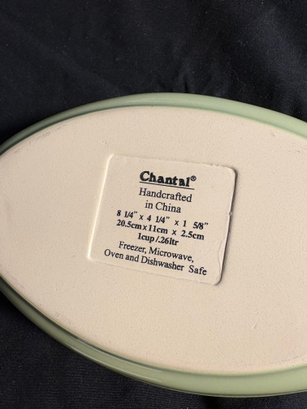 Chantal®
Handcrafted
in China
8 1/4" x 4 1/4" x 1 5/8"
20.5cm x 11cm x 2.5cm
1cup/.26ltr
Freezer, Microwave,
Oven and Dishwasher Safe